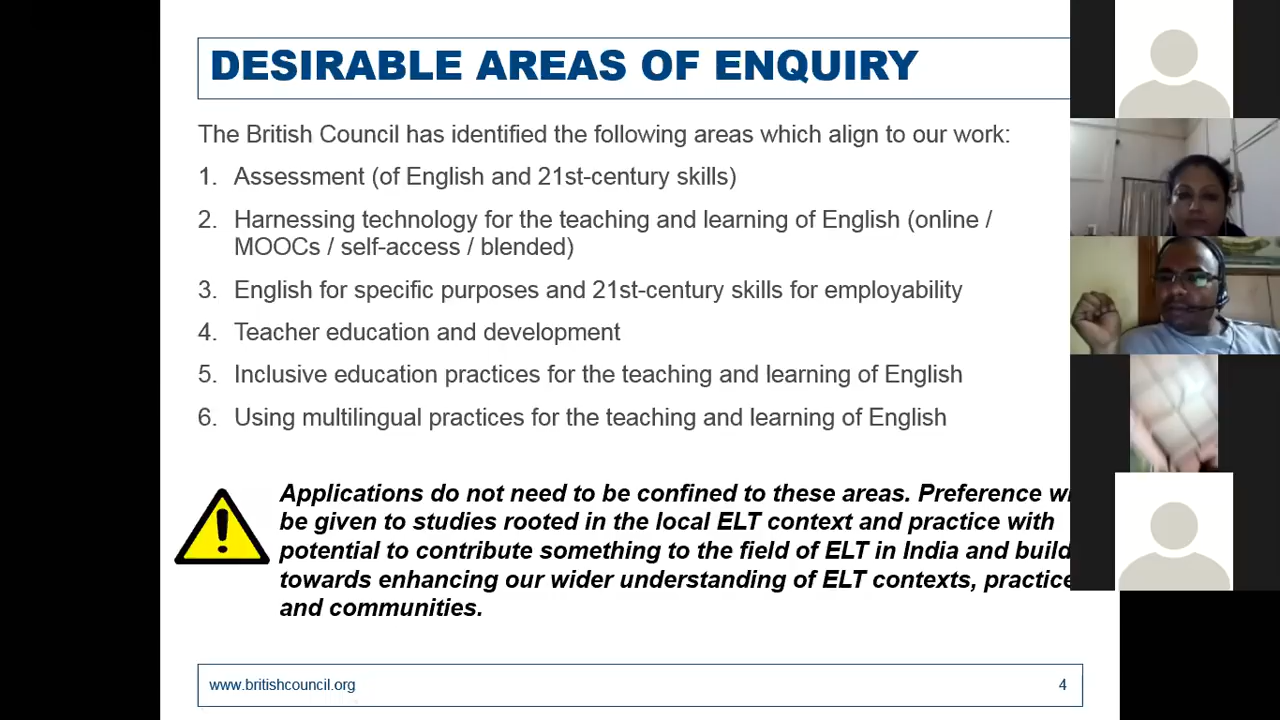 DESIRABLE AREAS OF ENQUIRY
The British Council has identified the following areas which align to our work:
1. Assessment (of English and 21st-century skills)
2. Harnessing technology for the teaching and learning of English (online /
MOOCs / self-access / blended)
3. English for specific purposes and 21st-century skills for employability
4. Teacher education and development
5. Inclusive education practices for the teaching and learning of English
6. Using multilingual practices for the teaching and learning of English
Applications do not need to be confined to these areas. Preference
be given to studies rooted in the local ELT context and practice with
potential to contribute something to the field of ELT in India and build
towards enhancing our wider understanding of ELT contexts, practice
and communities.
www.britishcouncil.org 4